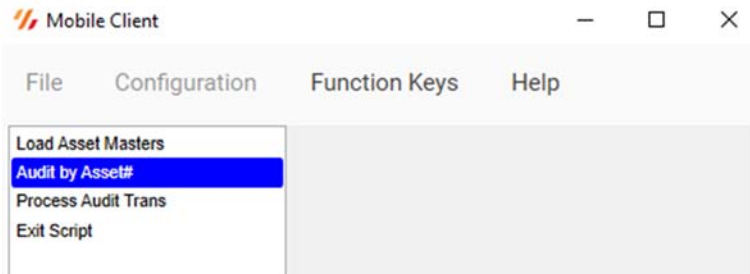 Mobile Client
File Configuration Function Keys Help
Load Asset Masters
Audit by Asset#
Process Audit Trans
Exit Script